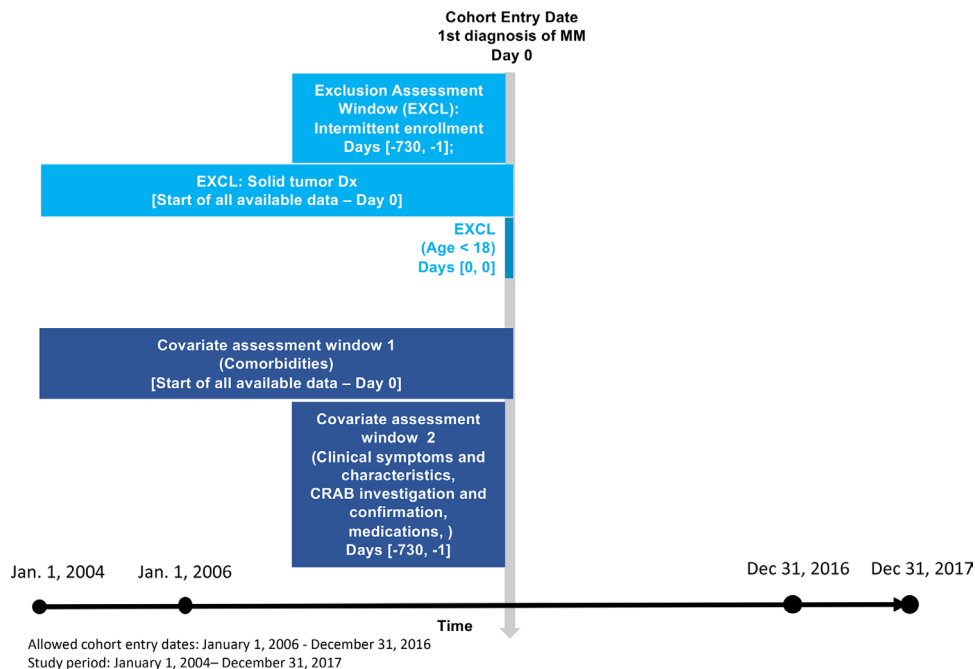 Cohort Entry Date
1st diagnosis of MM
Day 0
Exclusion Assessment
Window (EXCL):
Intermittent enrollment
Days [-730, -1];
EXCL: Solid tumor Dx
[Start of all available data – Day 0]
EXCL
(Age < 18)
Days [0, 0]
Covariate assessment window 1
(Comorbidities)
[Start of all available data – Day 0]
Covariate assessment
window 2
(Clinical symptoms and
characteristics,
CRAB investigation and
confirmation,
medications, )
Days [-730, -1]
Jan. 1, 2004
Jan. 1, 2006
Dec 31, 2016
Dec 31, 2017
Time
Allowed cohort entry dates: January 1, 2006 - December 31, 2016
Study period: January 1, 2004– December 31, 2017